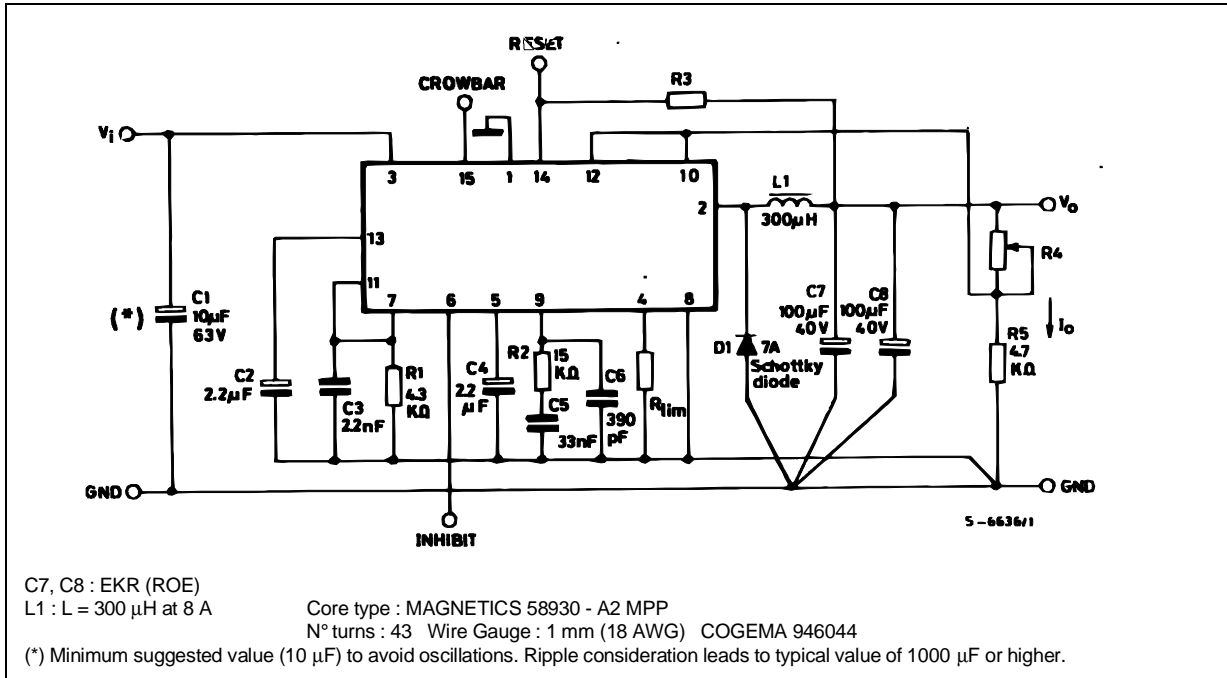 RESET
CROWBAR
R3
Vi
3
15
1
14
12
10
2
L1
300µH
Vo
13
11
R4
7
6
5
9
4
8
(*)
C1
10µF
63V
C7
100µF
40V
C8
100µF
40V
Io
R5
4.7
KΩ
D1
7A
Schottky
diode
C2
2.2µF
C3
2.2nF
R1
4.3
KΩ
C4
2.2
µF
R2
15
KΩ
C5
33nF
C6
390
pF
Rlim
GND
GND
INHIBIT
S-6636/1
C7, C8 : EKR (ROE)
L1 : L = 300 µH at 8 A Core type : MAGNETICS 58930 - A2 MPP
N° turns : 43 Wire Gauge : 1 mm (18 AWG) COGEMA 946044
(*) Minimum suggested value (10 µF) to avoid oscillations. Ripple consideration leads to typical value of 1000 µF or higher.